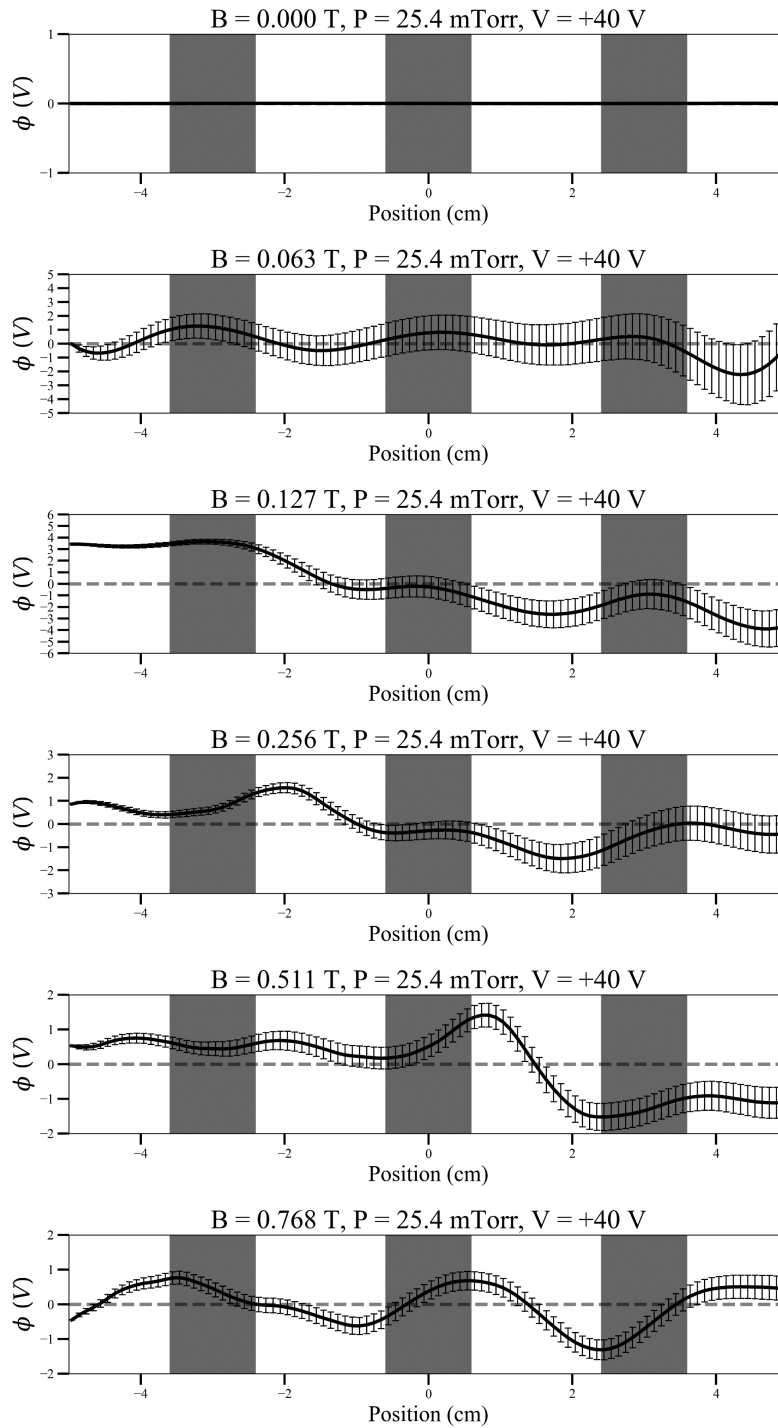 B = 0.000 T, P = 25.4 mTorr, V = +40 V
1
0
−1
ϕ (V)
−4 −2 0 2 4
Position (cm)
B = 0.063 T, P = 25.4 mTorr, V = +40 V
5
4
3
2
1
0
−1
−2
−3
−4
−5
ϕ (V)
−4 −2 0 2 4
Position (cm)
B = 0.127 T, P = 25.4 mTorr, V = +40 V
6
5
4
3
2
1
0
−1
−2
−3
−4
−5
−6
ϕ (V)
−4 −2 0 2 4
Position (cm)
B = 0.256 T, P = 25.4 mTorr, V = +40 V
3
2
1
0
−1
−2
−3
ϕ (V)
−4 −2 0 2 4
Position (cm)
B = 0.511 T, P = 25.4 mTorr, V = +40 V
2
1
0
−1
−2
ϕ (V)
−4 −2 0 2 4
Position (cm)
B = 0.768 T, P = 25.4 mTorr, V = +40 V
2
1
0
−1
−2
ϕ (V)
−4 −2 0 2 4
Position (cm)